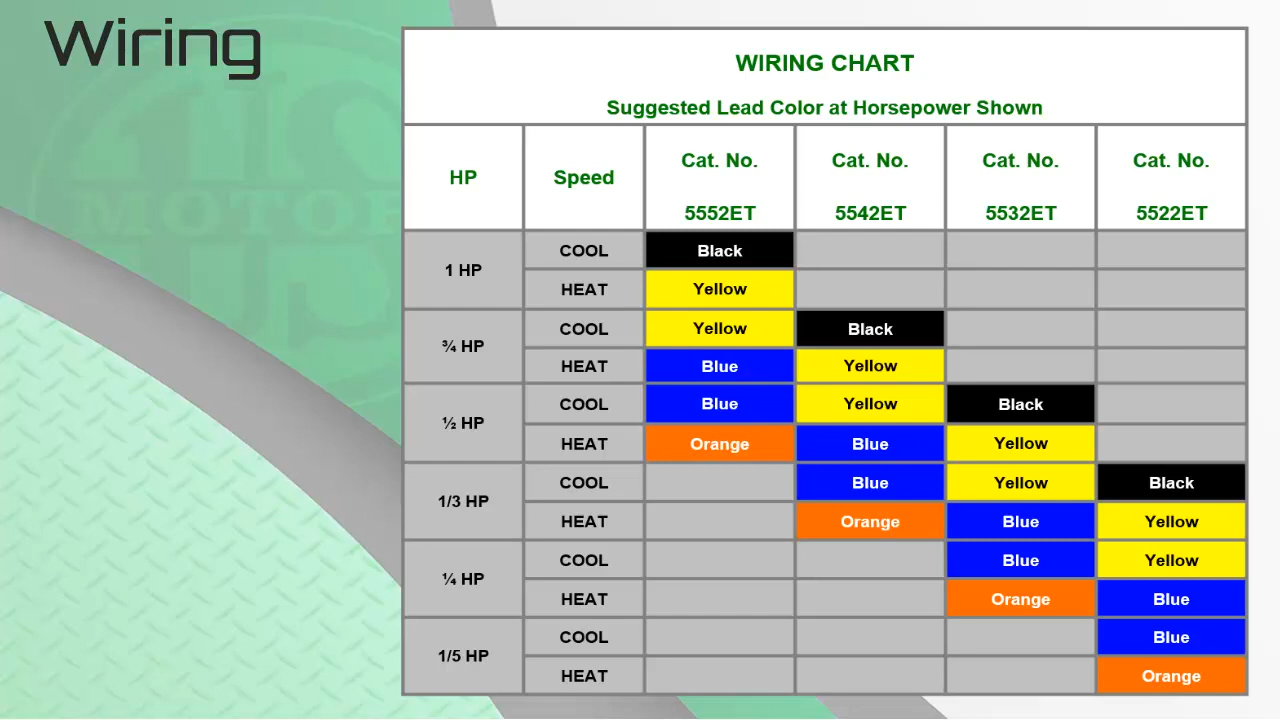 Wiring
WIRING CHART
Suggested Lead Color at Horsepower Shown
HP Speed Cat. No. 5552ET Cat. No. 5542ET Cat. No. 5532ET Cat. No. 5522ET
1 HP COOL Black
HEAT Yellow
¾ HP COOL Yellow Black
HEAT Blue Yellow
½ HP COOL Blue Yellow Black
HEAT Orange Blue Yellow
1/3 HP COOL Blue Yellow Black
HEAT Orange Blue Yellow
¼ HP COOL Blue Yellow
HEAT Orange Blue
1/5 HP COOL Blue
HEAT Orange